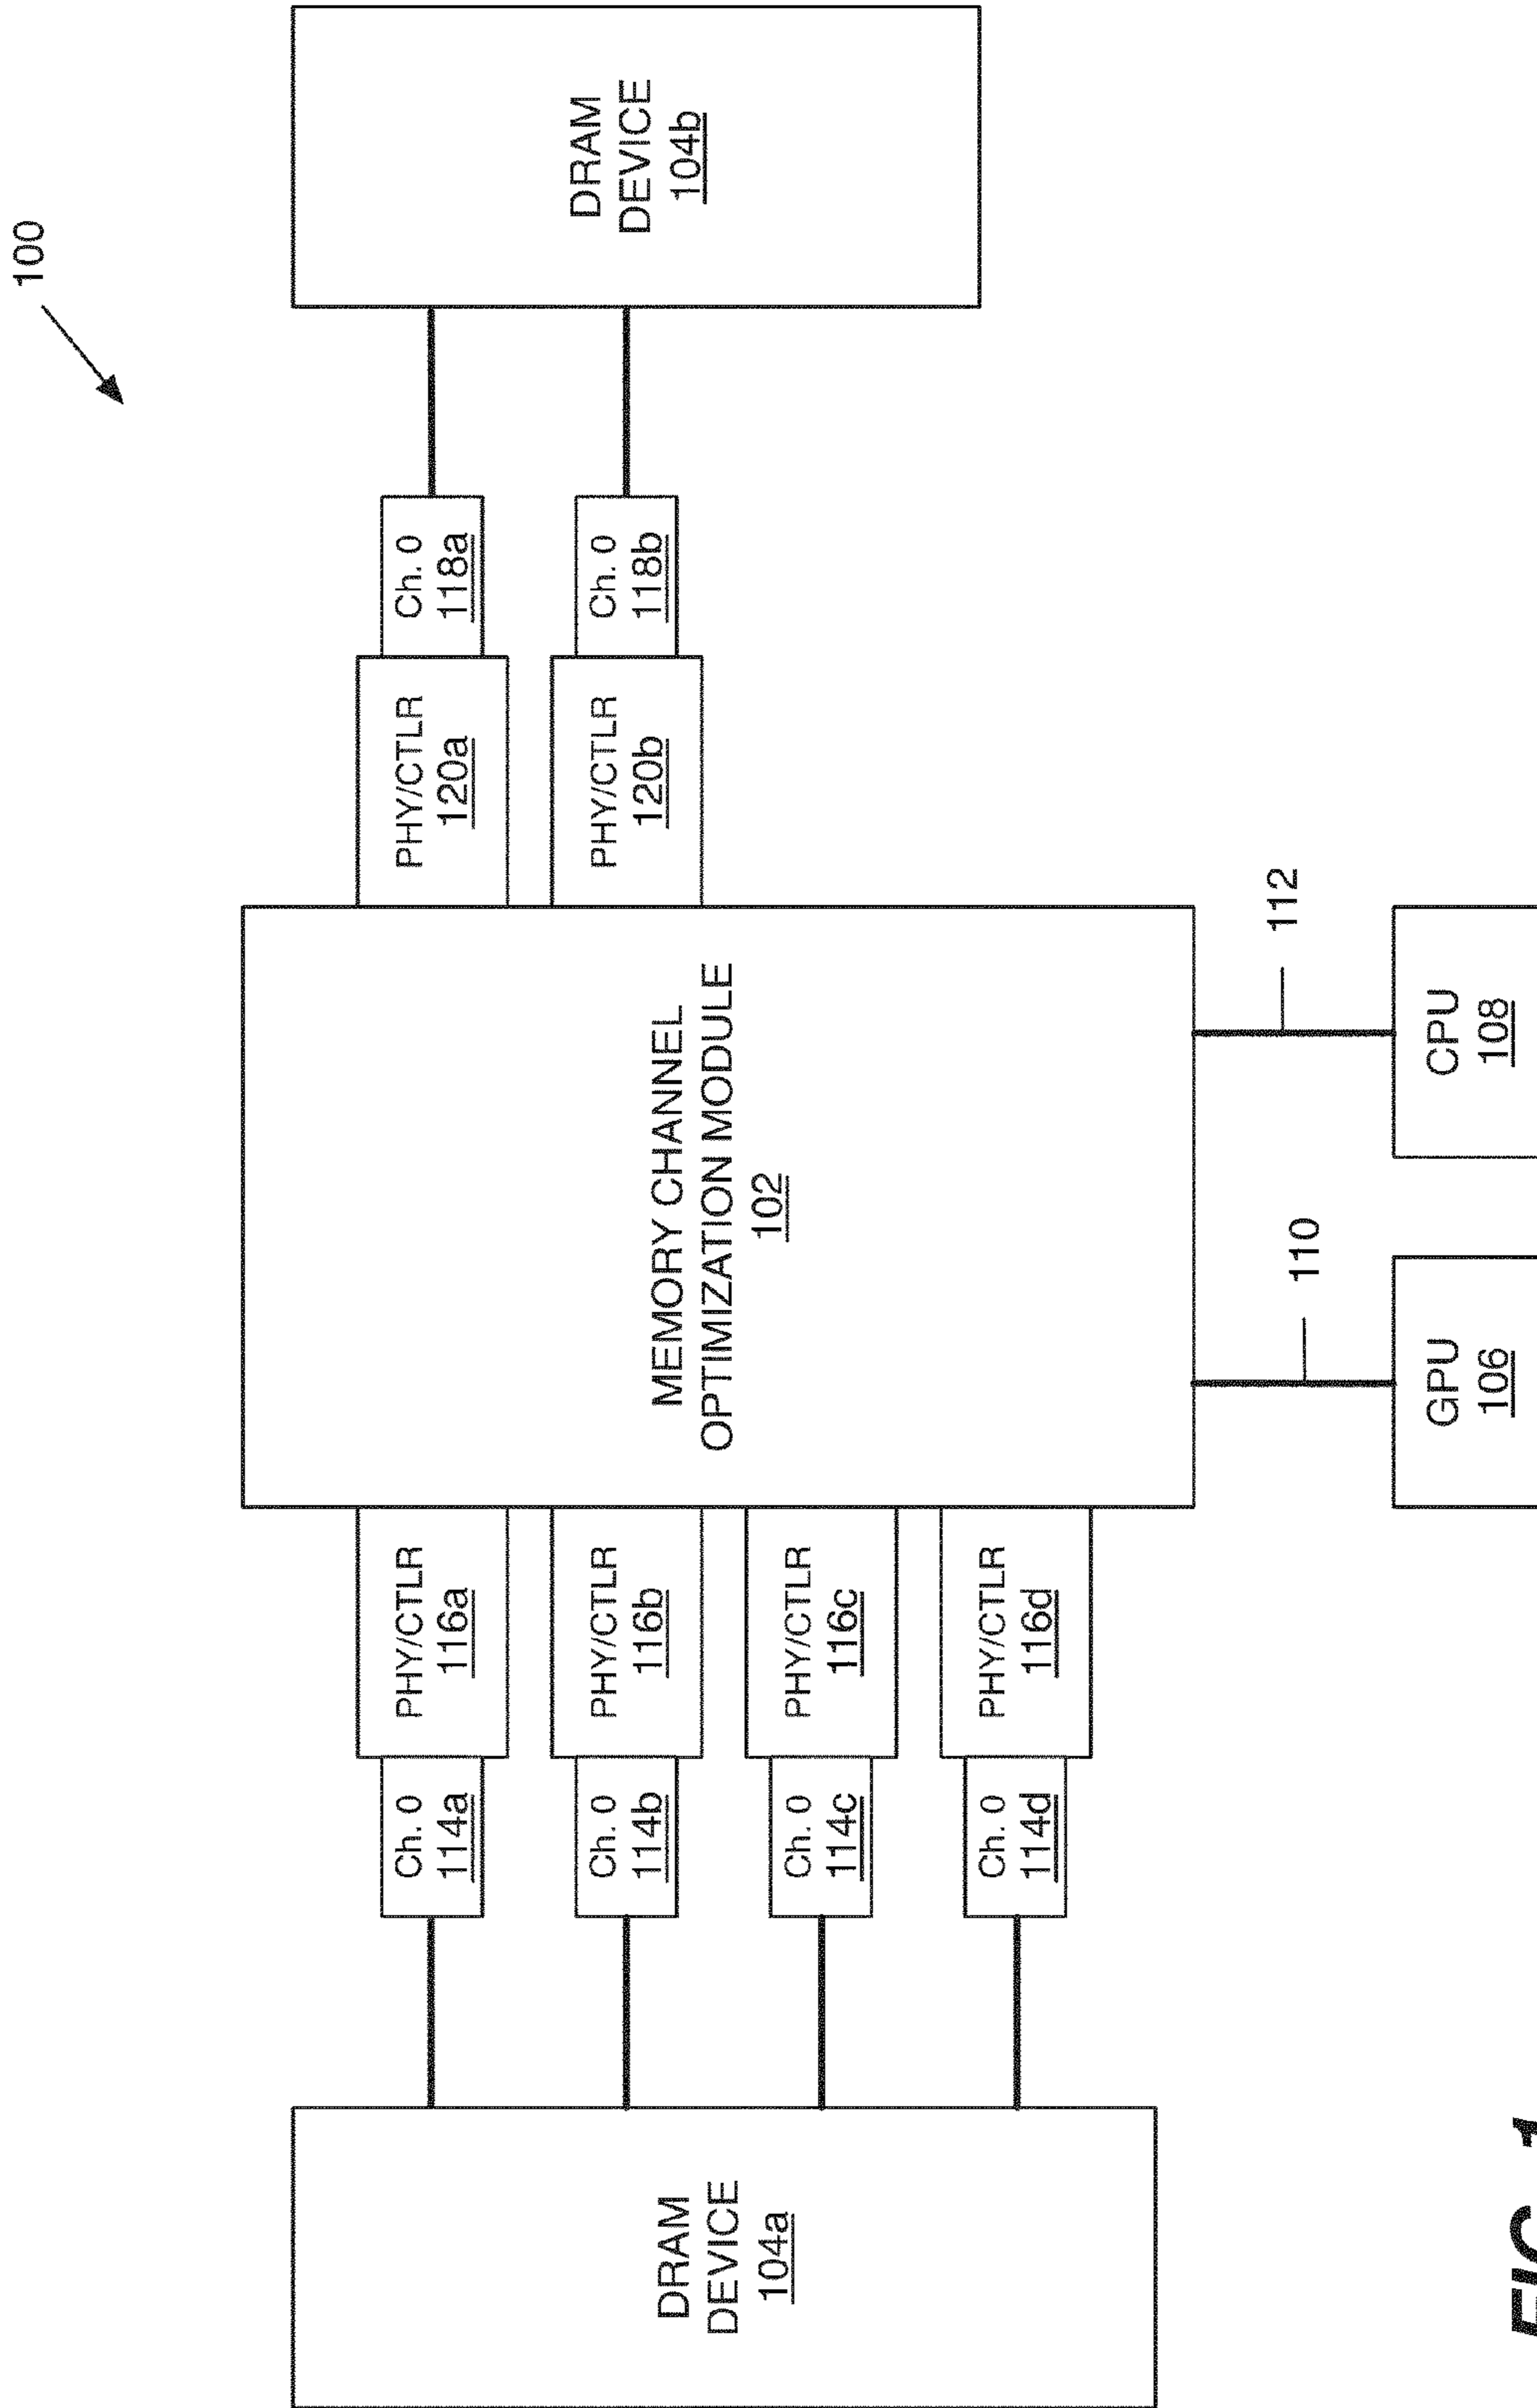 100
DRAM
DEVICE
104a
Ch. 0
114a
PHY/CTLR
116a
Ch. 0
114b
PHY/CTLR
116b
Ch. 0
114c
PHY/CTLR
116c
Ch. 0
114d
PHY/CTLR
116d
MEMORY CHANNEL
OPTIMIZATION MODULE
102
PHY/CTLR
120a
Ch. 0
118a
PHY/CTLR
120b
Ch. 0
118b
DRAM
DEVICE
104b
110
112
GPU
106
CPU
108
FIG. 1